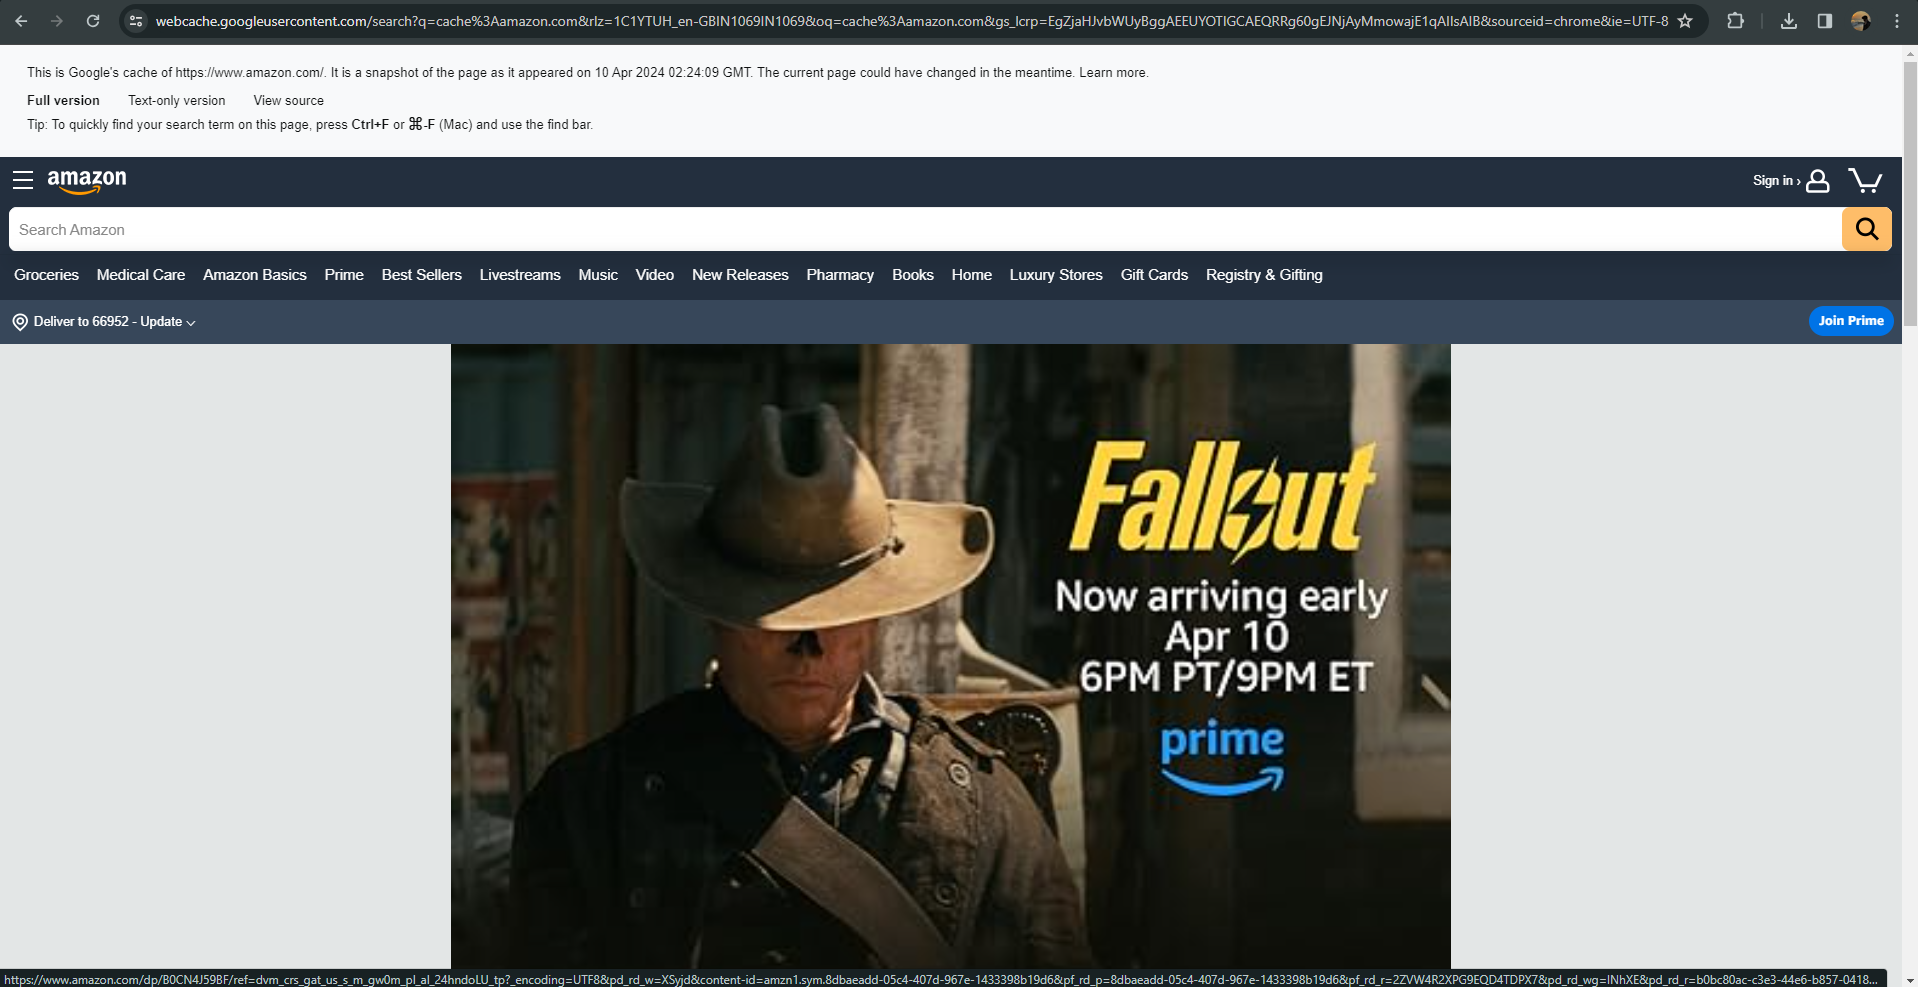 webcache.googleusercontent.com/search?q=cache%3Aamazon.com&rlz=1C1YTUH_en-GBIN1069IN1069&oq=cache%3Aamazon.com&gs_lcrp=EgZjaHJvbWUyBggAEEUYOTIGCAEQRRg60gEJNjAyMmowajE1qAIIsAIB&sourceid=chrome&ie=UTF-8
This is Google's cache of https://www.amazon.com/. It is a snapshot of the page as it appeared on 10 Apr 2024 02:24:09 GMT. The current page could have changed in the meantime. Learn more.
Full version Text-only version View source
Tip: To quickly find your search term on this page, press Ctrl+F or ⌘-F (Mac) and use the find bar.
amazon
Sign in ›
Search Amazon
Groceries Medical Care Amazon Basics Prime Best Sellers Livestreams Music Video New Releases Pharmacy Books Home Luxury Stores Gift Cards Registry & Gifting
Deliver to 66952 - Update
Join Prime
Fallout
Now arriving early
Apr 10
6PM PT/9PM ET
prime
https://www.amazon.com/dp/B0CN4J59BF/ref=dvm_crs_gat_us_s_m_gw0m_pl_al_24hndoLU_tp?_encoding=UTF8&pd_rd_w=XSyjd&content-id=amzn1.sym.8dbaeadd-05c4-407d-967e-1433398b19d6&pf_rd_p=8dbaeadd-05c4-407d-967e-1433398b19d6&pf_rd_r=2ZVW4R2XPG9EQD4TDPX7&pd_rd_wg=INhXE&pd_rd_r=b0bc80ac-c3e3-44e6-b857-0418...